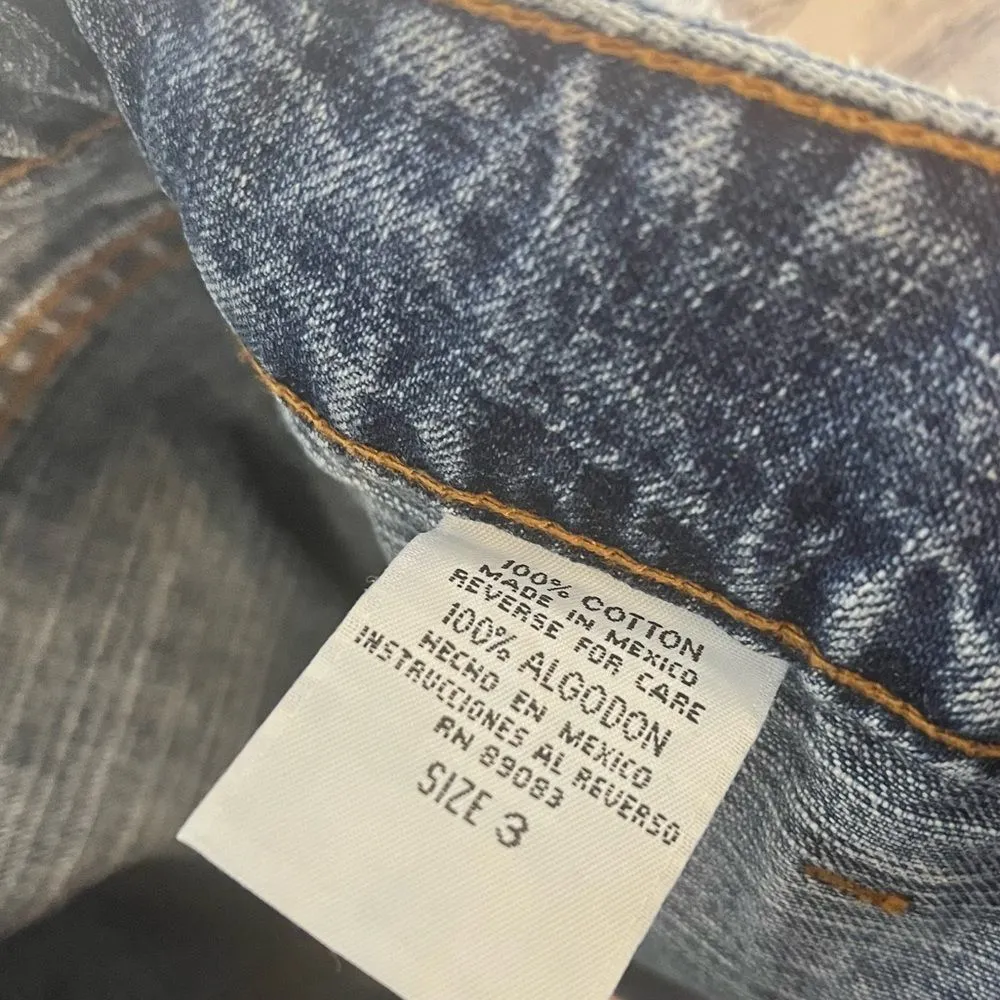 100% COTTON
MADE IN MEXICO
REVERSE FOR CARE
100% ALGODON
HECHO EN MEXICO
INSTRUCCIONES AL REVERSO
RN 89083
SIZE 3